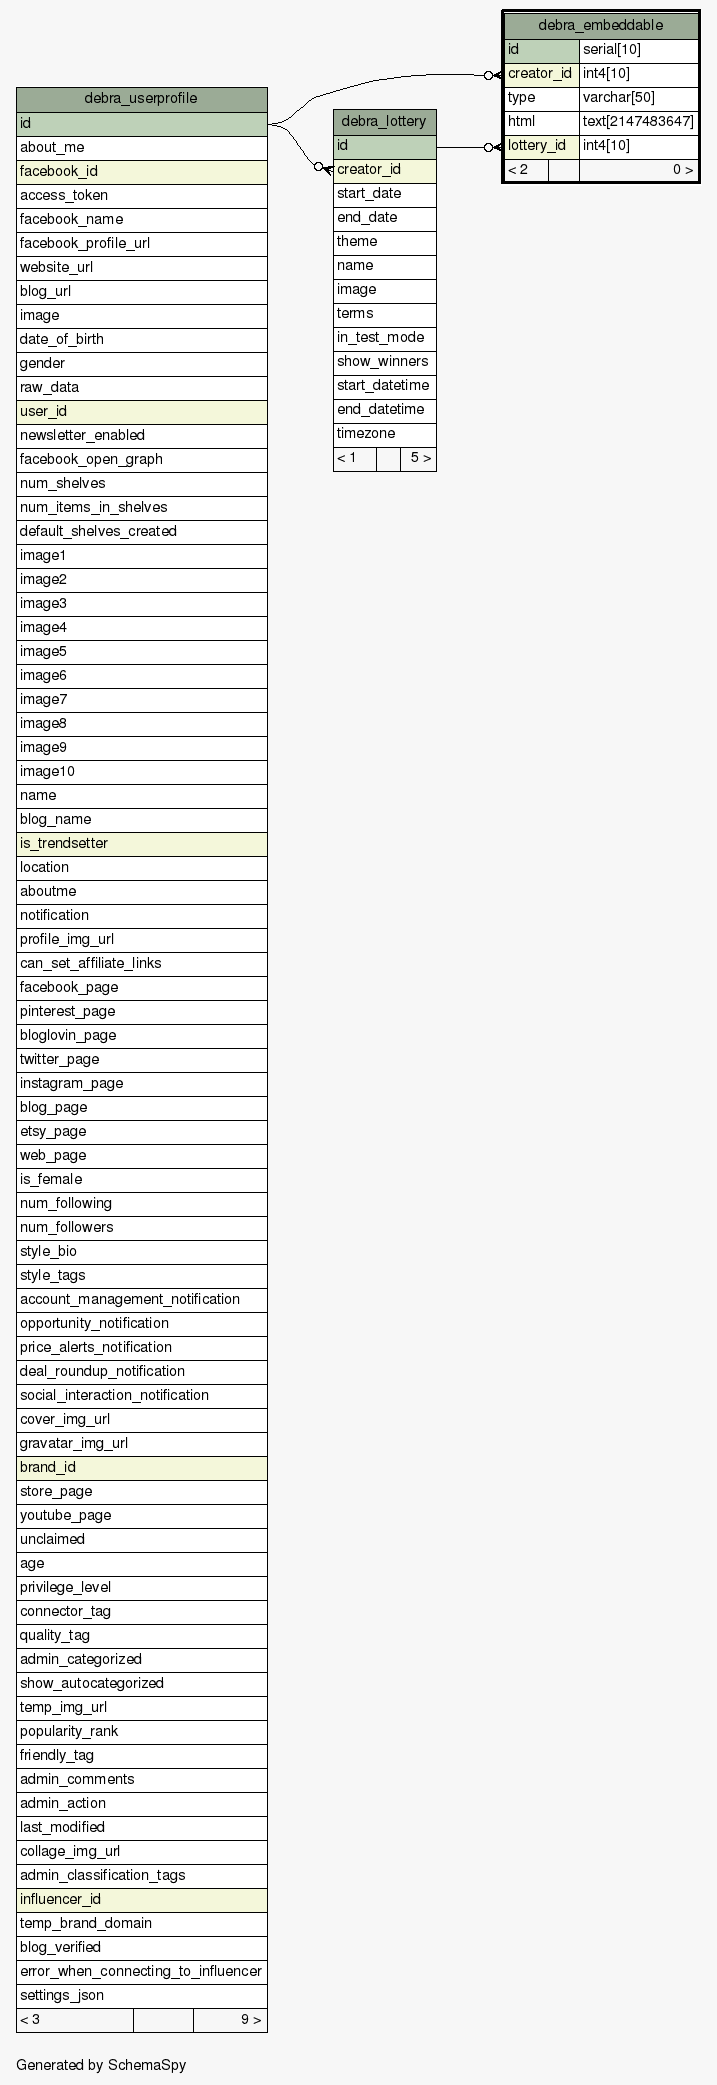 debra_embeddable
id serial[10]
creator_id int4[10]
type varchar[50]
html text[2147483647]
lottery_id int4[10]
< 2 0 >
debra_userprofile
id
about_me
facebook_id
access_token
facebook_name
facebook_profile_url
website_url
blog_url
image
date_of_birth
gender
raw_data
user_id
newsletter_enabled
facebook_open_graph
num_shelves
num_items_in_shelves
default_shelves_created
image1
image2
image3
image4
image5
image6
image7
image8
image9
image10
name
blog_name
is_trendsetter
location
aboutme
notification
profile_img_url
can_set_affiliate_links
facebook_page
pinterest_page
bloglovin_page
twitter_page
instagram_page
blog_page
etsy_page
web_page
is_female
num_following
num_followers
style_bio
style_tags
account_management_notification
opportunity_notification
price_alerts_notification
deal_roundup_notification
social_interaction_notification
cover_img_url
gravatar_img_url
brand_id
store_page
youtube_page
unclaimed
age
privilege_level
connector_tag
quality_tag
admin_categorized
show_autocategorized
temp_img_url
popularity_rank
friendly_tag
admin_comments
admin_action
last_modified
collage_img_url
admin_classification_tags
influencer_id
temp_brand_domain
blog_verified
error_when_connecting_to_influencer
settings_json
< 3 9 >
debra_lottery
id
creator_id
start_date
end_date
theme
name
image
terms
in_test_mode
show_winners
start_datetime
end_datetime
timezone
< 1 5 >
Generated by SchemaSpy